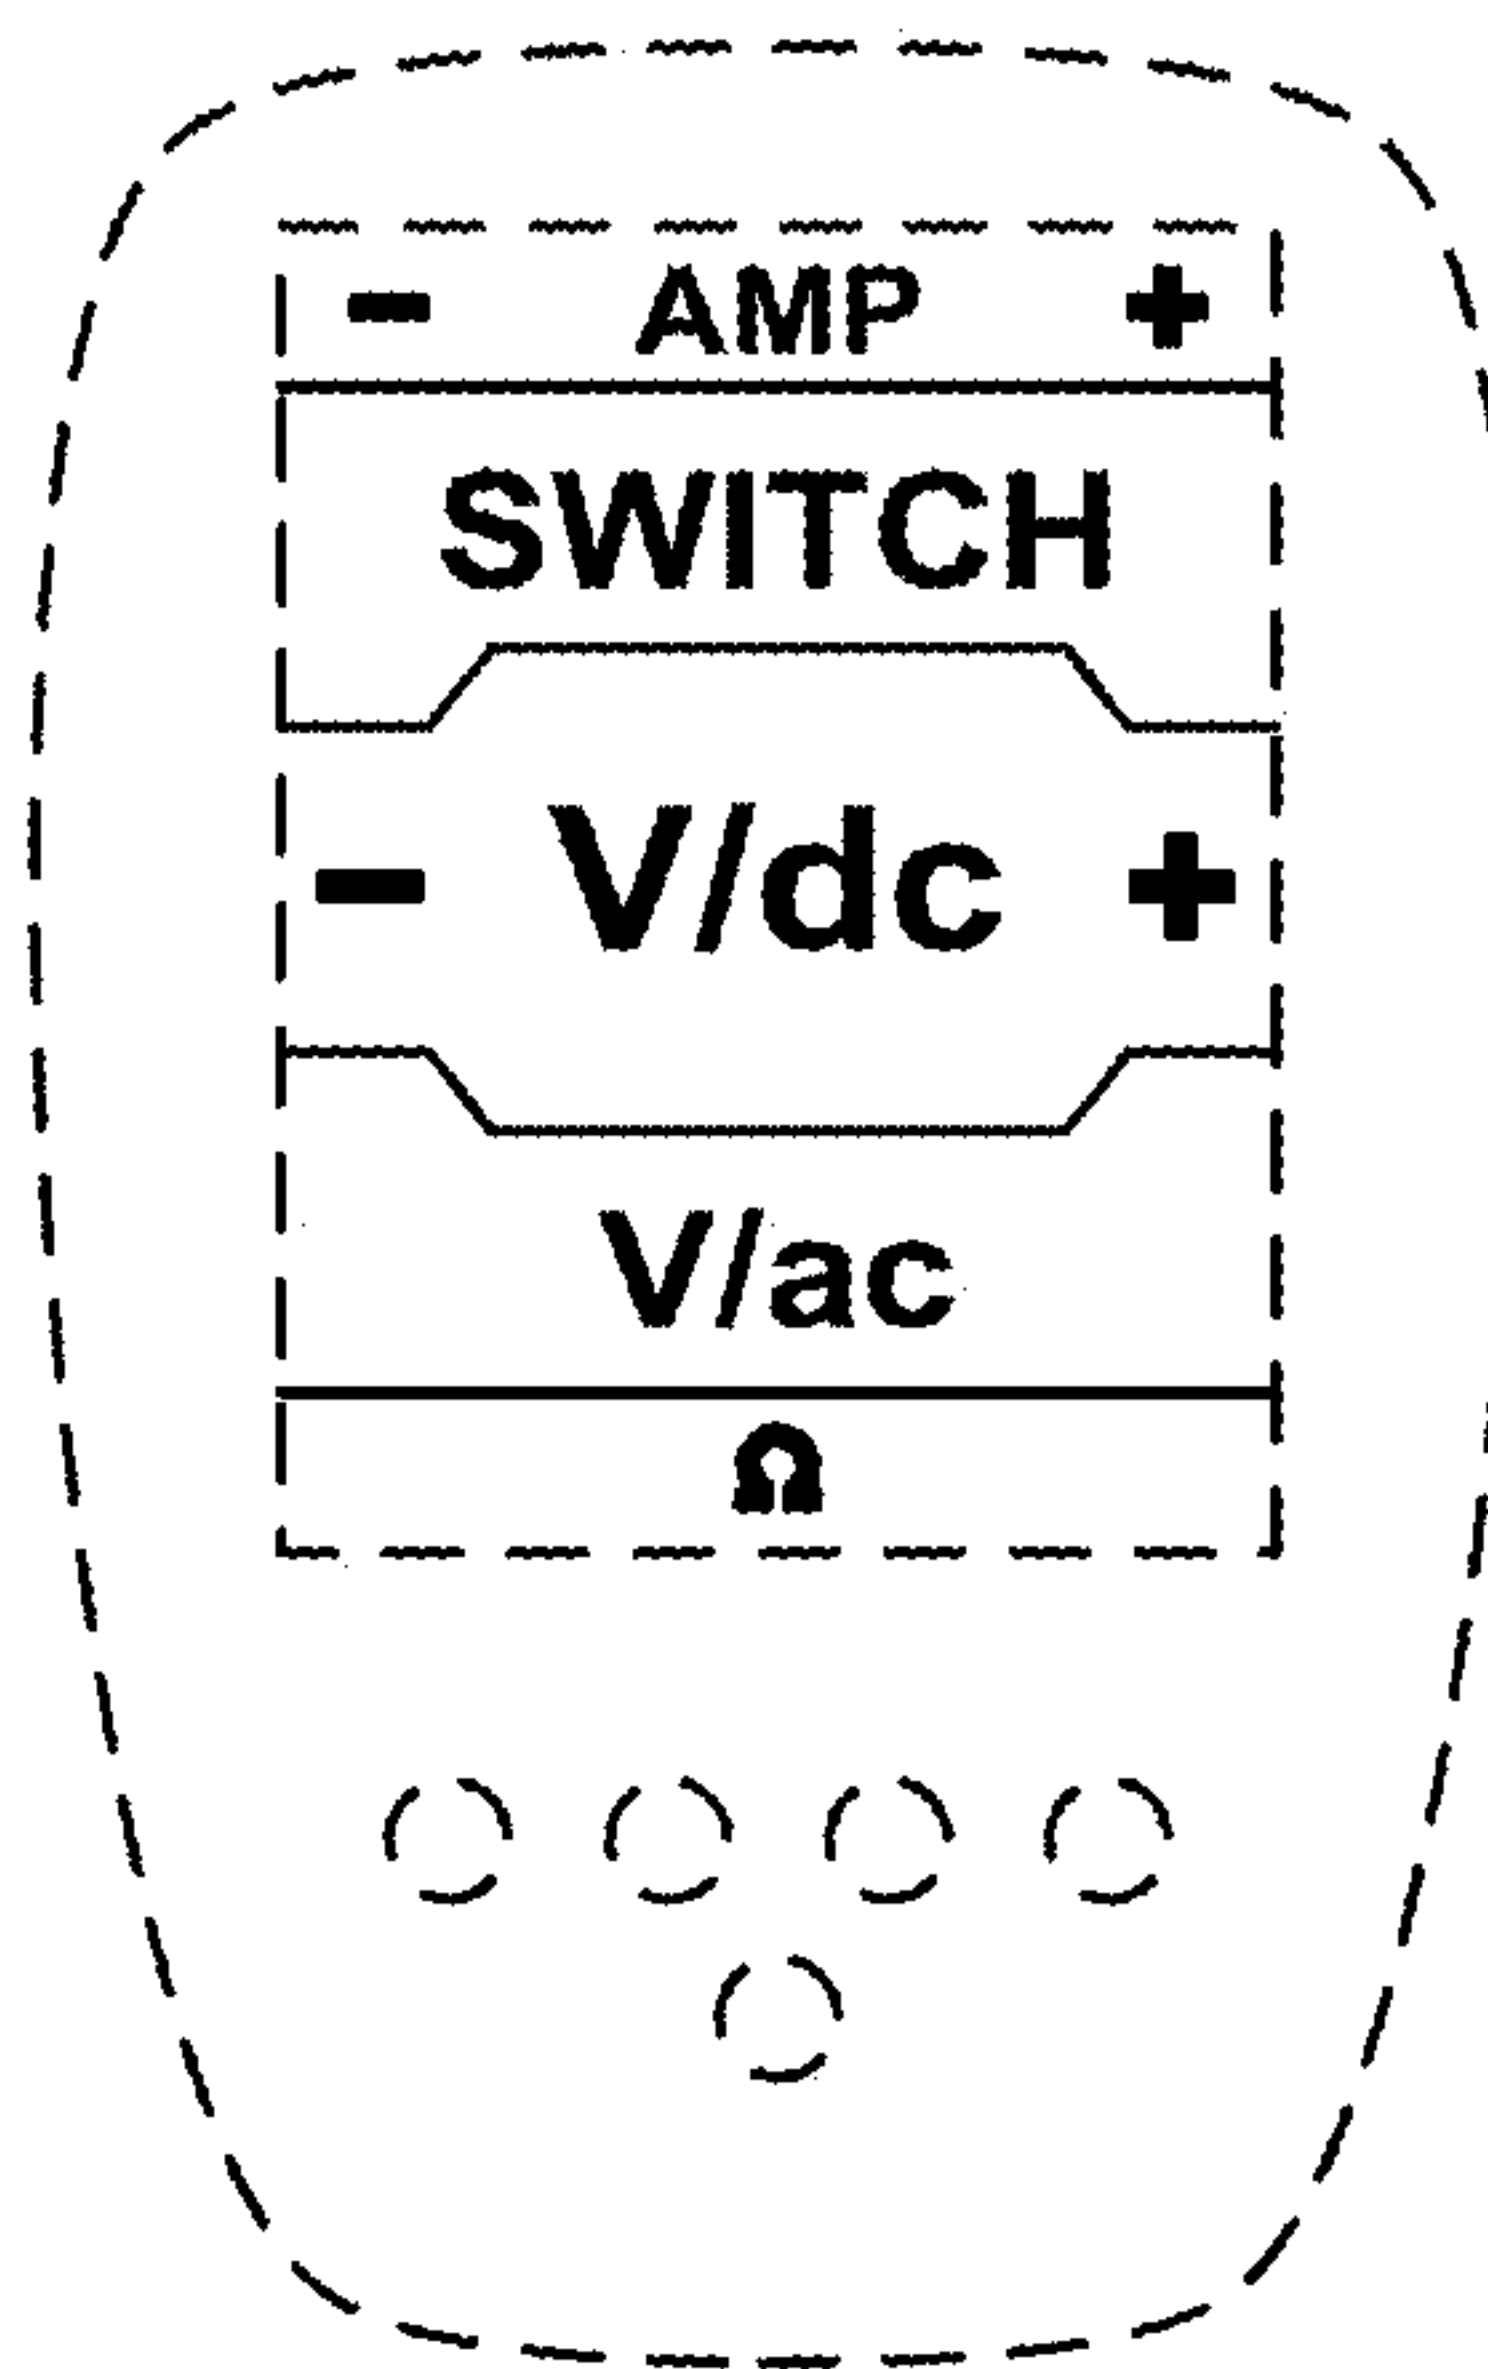 - AMP +
SWITCH
- V/dc +
V/ac
Ω